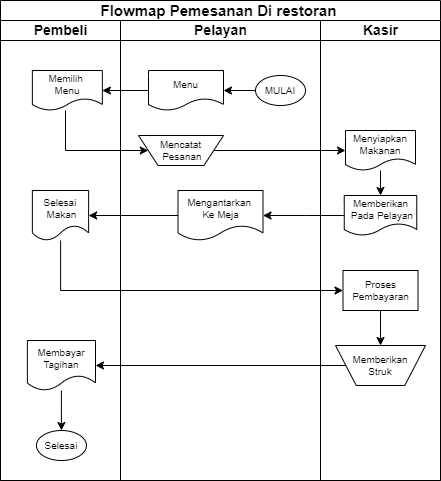 Flowmap Pemesanan Di restoran
Pembeli
Pelayan
Kasir
Memilih
Menu
Menu
MULAI
Mencatat
Pesanan
Menyiapkan
Makanan
Selesai
Makan
Mengantarkan
Ke Meja
Memberikan
Pada Pelayan
Proses
Pembayaran
Membayar
Tagihan
Memberikan
Struk
Selesai